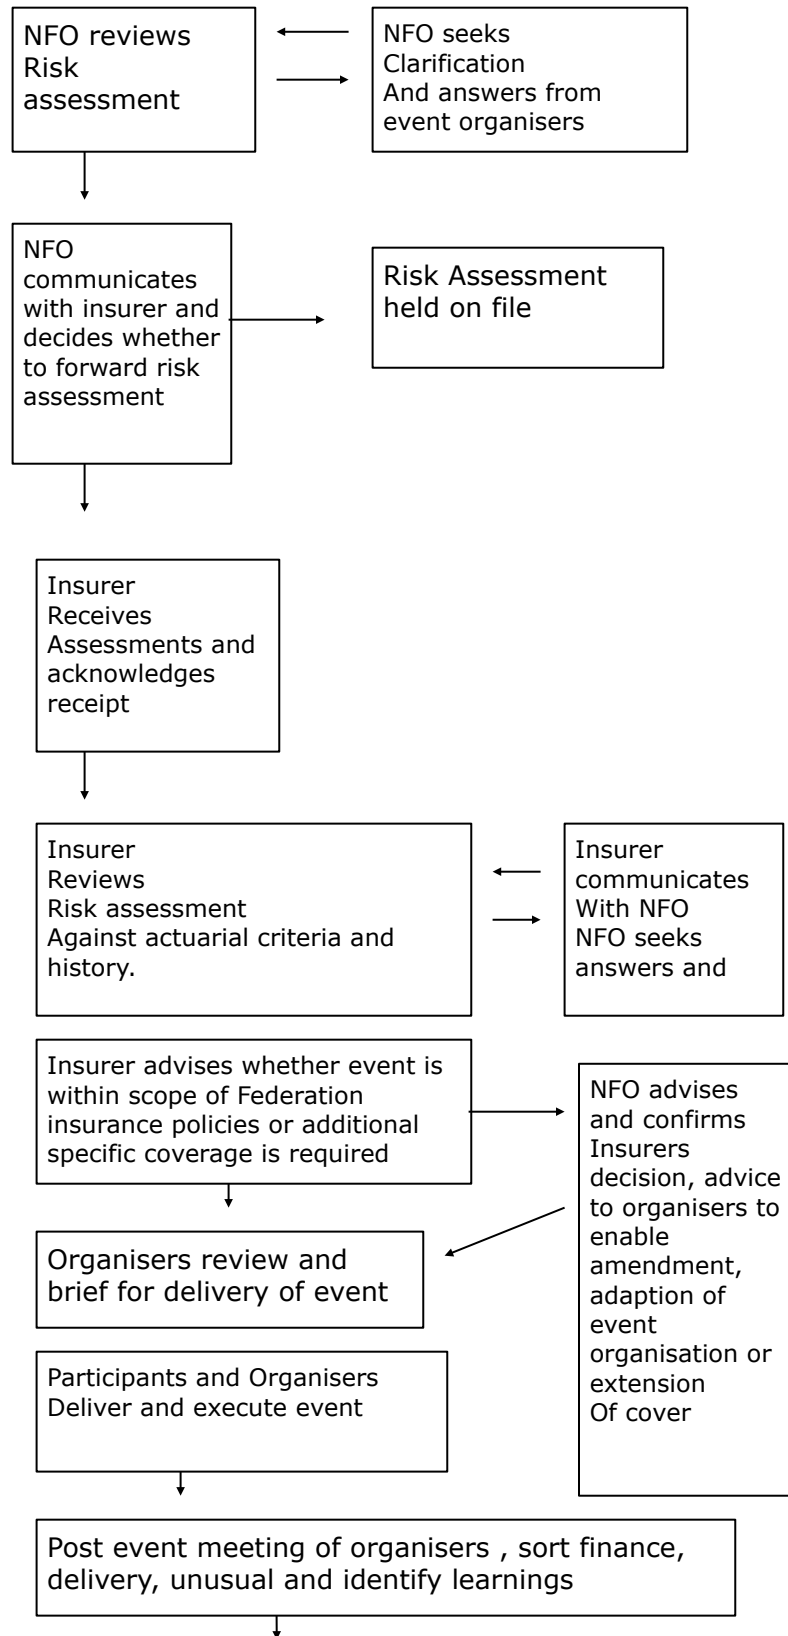 NFO reviews
Risk
assessment
NFO seeks
Clarification
And answers from
event organisers
NFO
communicates
with insurer and
decides whether
to forward risk
assessment
Risk Assessment
held on file
Insurer
Receives
Assessments and
acknowledges
receipt
Insurer
Reviews
Risk assessment
Against actuarial criteria and
history.
Insurer
communicates
With NFO
NFO seeks
answers and
Insurer advises whether event is
within scope of Federation
insurance policies or additional
specific coverage is required
NFO advises
and confirms
Insurers
decision, advice
to organisers to
enable
amendment,
adaption of
event
organisation or
extension
Of cover
Organisers review and
brief for delivery of event
Participants and Organisers
Deliver and execute event
Post event meeting of organisers , sort finance,
delivery, unusual and identify learnings